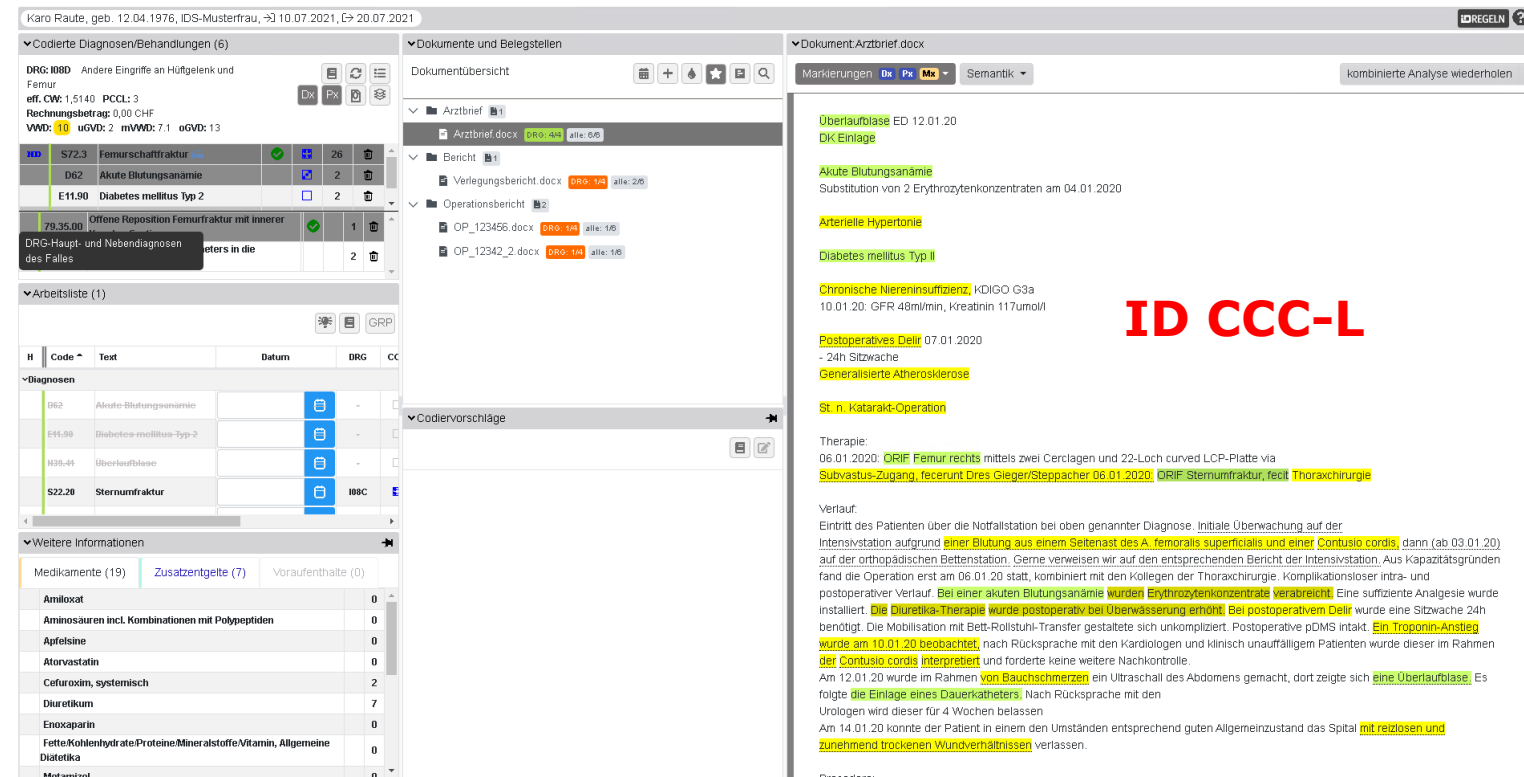 Karo Raute, geb. 12.04.1976, IDS-Musterfrau, 10.07.2021, 20.07.2021
ID REGELN ?
Codierte Diagnosen/Behandlungen (6)
DRG: I08D Andere Eingriffe an Hüftgelenk und
Femur
eff. CW: 1,5140 PCCL: 3
Rechnungsbetrag: 0,00 CHF
VWD: 10 uGVD: 2 mVWD: 7.1 oGVD: 13
Dx Px
HD S72.3 Femurschaftfraktur 26
D62 Akute Blutungsanämie 2
E11.90 Diabetes mellitus Typ 2 2
79.35.00 Offene Reposition Femurfraktur mit innerer
1
DRG-Haupt- und Nebendiagnosen
des Falles
eters in die
2
Arbeitsliste (1)
GRP
H Code Text Datum DRG CC
Diagnosen
D62 Akute Blutungsanämie -
E11.90 Diabetes mellitus Typ 2 -
N39.41 Überlaufblase -
S22.20 Sternumfraktur I08C
Weitere Informationen
Medikamente (19) Zusatzentgelte (7) Voraufenthalte (0)
Amiloxat 0
Aminosäuren incl. Kombinationen mit Polypeptiden 0
Apfelsine 0
Atorvastatin 0
Cefuroxim, systemisch 2
Diuretikum 7
Enoxaparin 0
Fette/Kohlenhydrate/Proteine/Mineralstoffe/Vitamin, Allgemeine
Diätetika 0
Metamizol 0
Dokumente und Belegstellen
Dokumentübersicht
Arztbrief 1
Arztbrief.docx DRG: 4/4 alle: 6/6
Bericht 1
Verlegungsbericht.docx DRG: 1/4 alle: 2/6
Operationsbericht 2
OP_123456.docx DRG: 1/4 alle: 1/6
OP_12342_2.docx DRG: 1/4 alle: 1/6
Codiervorschläge
Dokument:Arztbrief.docx
Markierungen Dx Px Mx Semantik kombinierte Analyse wiederholen
Überlaufblase ED 12.01.20
DK Einlage
Akute Blutungsanämie
Substitution von 2 Erythrozytenkonzentraten am 04.01.2020
Arterielle Hypertonie
Diabetes mellitus Typ II
Chronische Niereninsuffizienz, KDIGO G3a
10.01.20: GFR 48ml/min, Kreatinin 117umol/l
ID CCC-L
Postoperatives Delir 07.01.2020
- 24h Sitzwache
Generalisierte Atherosklerose
St. n. Katarakt-Operation
Therapie:
06.01.2020: ORIF Femur rechts mittels zwei Cerclagen und 22-Loch curved LCP-Platte via
Subvastus-Zugang, fecerunt Dres Gieger/Steppacher 06.01.2020: ORIF Sternumfraktur, fecit Thoraxchirurgie
Verlauf:
Eintritt des Patienten über die Notfallstation bei oben genannter Diagnose. Initiale Überwachung auf der
Intensivstation aufgrund einer Blutung aus einem Seitenast des A. femoralis superficialis und einer Contusio cordis, dann (ab 03.01.20)
auf der orthopädischen Bettenstation. Gerne verweisen wir auf den entsprechenden Bericht der Intensivstation. Aus Kapazitätsgründen
fand die Operation erst am 06.01.20 statt, kombiniert mit den Kollegen der Thoraxchirurgie. Komplikationsloser intra- und
postoperativer Verlauf. Bei einer akuten Blutungsanämie wurden Erythrozytenkonzentrate verabreicht. Eine suffiziente Analgesie wurde
installiert. Die Diuretika-Therapie wurde postoperativ bei Überwässerung erhöht. Bei postoperativem Delir wurde eine Sitzwache 24h
benötigt. Die Mobilisation mit Bett-Rollstuhl-Transfer gestaltete sich unkompliziert. Postoperative pDMS intakt. Ein Troponin-Anstieg
wurde am 10.01.20 beobachtet, nach Rücksprache mit den Kardiologen und klinisch unauffälligem Patienten wurde dieser im Rahmen
der Contusio cordis interpretiert und forderte keine weitere Nachkontrolle.
Am 12.01.20 wurde im Rahmen von Bauchschmerzen ein Ultraschall des Abdomens gemacht, dort zeigte sich eine Überlaufblase. Es
folgte die Einlage eines Dauerkatheters. Nach Rücksprache mit den
Urologen wird dieser für 4 Wochen belassen
Am 14.01.20 konnte der Patient in einem den Umständen entsprechend guten Allgemeinzustand das Spital mit reizlosen und
zunehmend trockenen Wundverhältnissen verlassen.